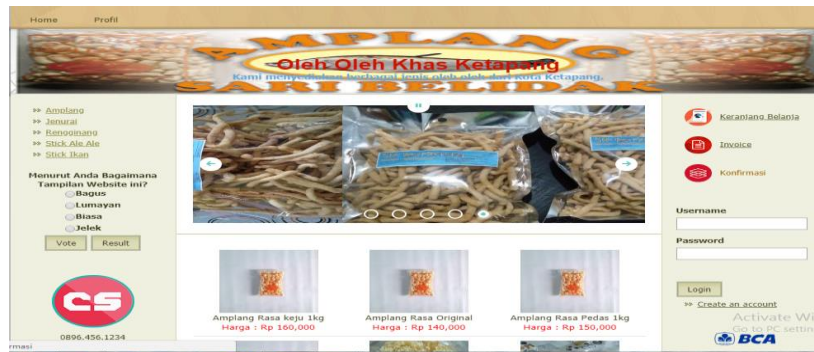 Home Profil
AMPLANG
Oleh Oleh Khas Ketapang
Kami menyediakan berbagai jenis oleh oleh dari Kota Ketapang.
SARI BELIDAK
Amplang
Jenurai
Rengginang
Stick Ale Ale
Stick Ikan
Menurut Anda Bagaimana
Tampilan Website ini?
Bagus
Lumayan
Biasa
Jelek
Vote Result
CS
0896.456.1234
rmasi
Amplang Rasa keju 1kg
Harga : Rp 160,000
Amplang Rasa Original
Harga : Rp 140,000
Amplang Rasa Pedas 1kg
Harga : Rp 150,000
Keranjang Belanja
Invoice
Konfirmasi
Username
Password
Login
Create an account
Activate Wi
Go to PC settin
BCA